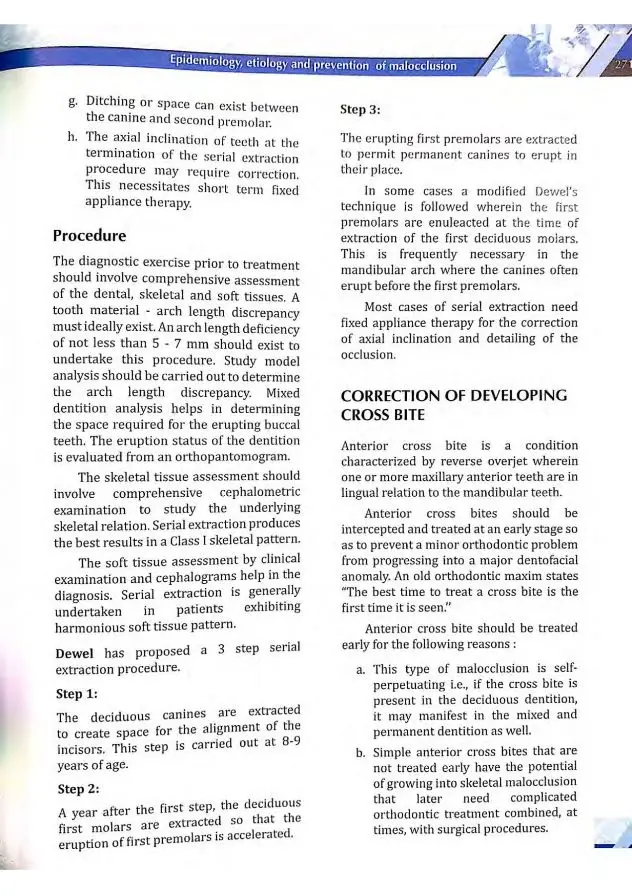 Epidemiology, etiology and prevention of malocclusion
271
g. Ditching or space can exist between
the canine and second premolar.
h. The axial inclination of teeth at the
termination of the serial extraction
procedure may require correction.
This necessitates short term fixed
appliance therapy.
Procedure
The diagnostic exercise prior to treatment
should involve comprehensive assessment
of the dental, skeletal and soft tissues. A
tooth material - arch length discrepancy
must ideally exist. An arch length deficiency
of not less than 5 - 7 mm should exist to
undertake this procedure. Study model
analysis should be carried out to determine
the arch length discrepancy. Mixed
dentition analysis helps in determining
the space required for the erupting buccal
teeth. The eruption status of the dentition
is evaluated from an orthopantomogram.
The skeletal tissue assessment should
involve comprehensive cephalometric
examination to study the underlying
skeletal relation. Serial extraction produces
the best results in a Class I skeletal pattern.
The soft tissue assessment by clinical
examination and cephalograms help in the
diagnosis. Serial extraction is generally
undertaken in patients exhibiting
harmonious soft tissue pattern.
Dewel has proposed a 3 step serial
extraction procedure.
Step 1:
The deciduous canines are extracted
to create space for the alignment of the
incisors. This step is carried out at 8-9
years of age.
Step 2:
A year after the first step, the deciduous
first molars are extracted so that the
eruption of first premolars is accelerated.
Step 3:
The erupting first premolars are extracted
to permit permanent canines to erupt in
their place.
In some cases a modified Dewel's
technique is followed wherein the first
premolars are enuleacted at the time of
extraction of the first deciduous molars.
This is frequently necessary in the
mandibular arch where the canines often
erupt before the first premolars.
Most cases of serial extraction need
fixed appliance therapy for the correction
of axial inclination and detailing of the
occlusion.
CORRECTION OF DEVELOPING
CROSS BITE
Anterior cross bite is a condition
characterized by reverse overjet wherein
one or more maxillary anterior teeth are in
lingual relation to the mandibular teeth.
Anterior cross bites should be
intercepted and treated at an early stage so
as to prevent a minor orthodontic problem
from progressing into a major dentofacial
anomaly. An old orthodontic maxim states
"The best time to treat a cross bite is the
first time it is seen."
Anterior cross bite should be treated
early for the following reasons :
a. This type of malocclusion is self-
perpetuating i.e., if the cross bite is
present in the deciduous dentition,
it may manifest in the mixed and
permanent dentition as well.
b. Simple anterior cross bites that are
not treated early have the potential
of growing into skeletal malocclusion
that later need complicated
orthodontic treatment combined, at
times, with surgical procedures.